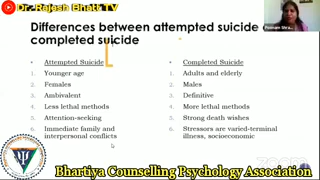 Dr. Rajesh Bhatt TV
Differences between attempted suicide and
completed suicide
Attempted Suicide
1. Younger age
2. Females
3. Ambivalent
4. Less lethal methods
5. Attention-seeking
6. Immediate family and
interpersonal conflicts
Completed Suicide
1. Adults and elderly
2. Males
3. Definitive
4. More lethal methods
5. Strong death wishes
6. Stressors are varied-terminal
illness, socioeconomic
zoom
Bhartiya Counselling Psychology Association